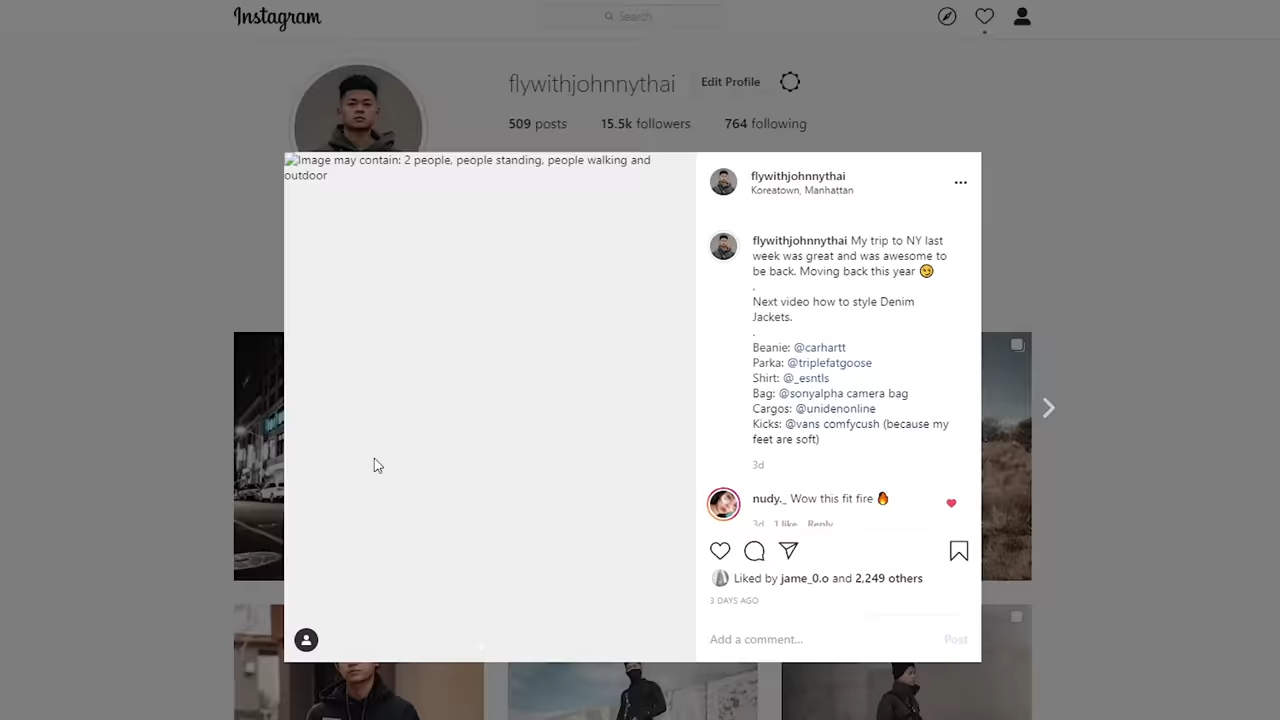 Instagram
Search
flywithjohnnythai
Edit Profile
509 posts 15.5k followers 764 following
Image may contain: 2 people, people standing, people walking and
outdoor
flywithjohnnythai
Koreatown, Manhattan
flywithjohnnythai My trip to NY last
week was great and was awesome to
be back. Moving back this year 😏
.
Next video how to style Denim
Jackets.
.
Beanie: @carhartt
Parka: @triplefatgoose
Shirt: @_esntls
Bag: @sonyalpha camera bag
Cargos: @unidenonline
Kicks: @vans comfycush (because my
feet are soft)
3d
nudy._ Wow this fit fire 🔥
3d 1 like Reply
Liked by jame_0.o and 2,249 others
3 DAYS AGO
Add a comment... Post